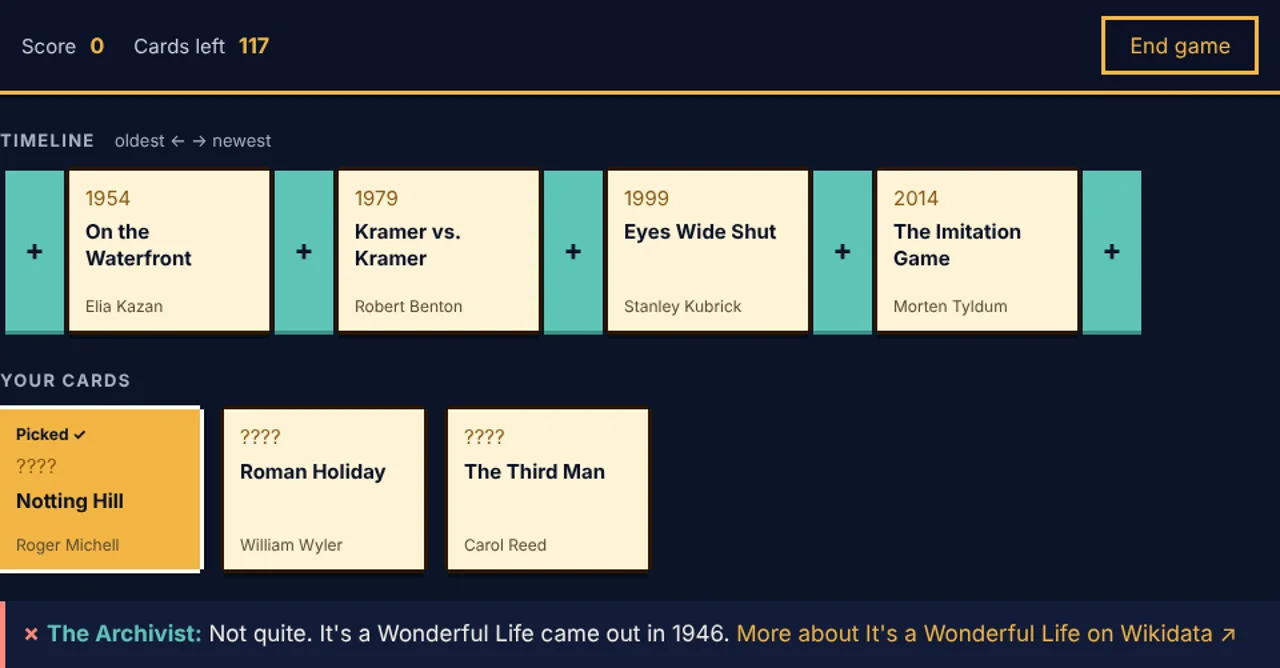 Score 0 Cards left 117 End game
TIMELINE oldest ← → newest
+ + + + +
1954
On the
Waterfront
Elia Kazan
1979
Kramer vs.
Kramer
Robert Benton
1999
Eyes Wide Shut
Stanley Kubrick
2014
The Imitation
Game
Morten Tyldum
YOUR CARDS
Picked ✓
????
Notting Hill
Roger Michell
????
Roman Holiday
William Wyler
????
The Third Man
Carol Reed
× The Archivist: Not quite. It's a Wonderful Life came out in 1946. More about It's a Wonderful Life on Wikidata ↗